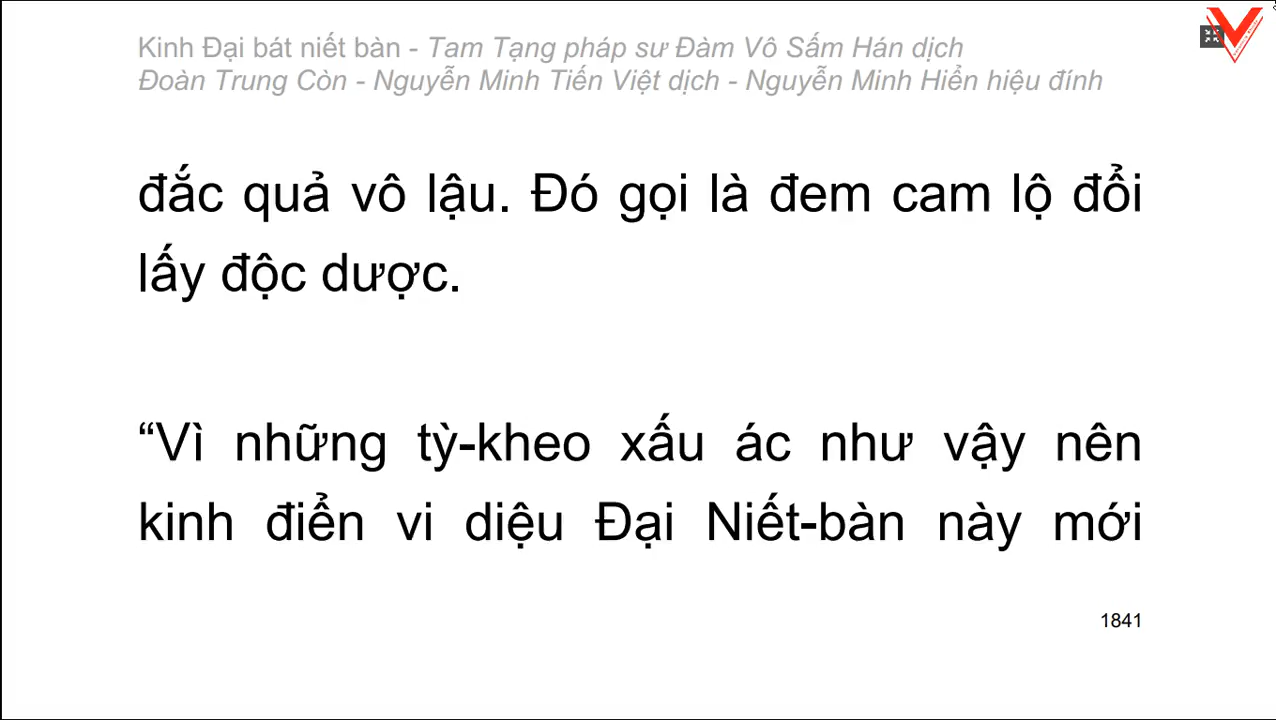 Kinh Đại bát niết bàn - Tam Tạng pháp sư Đàm Vô Sấm Hán dịch
Đoàn Trung Còn - Nguyễn Minh Tiến Việt dịch - Nguyễn Minh Hiển hiệu đính
đắc quả vô lậu. Đó gọi là đem cam lộ đổi
lấy độc dược.
“Vì những tỳ-kheo xấu ác như vậy nên
kinh điển vi diệu Đại Niết-bàn này mới
1841